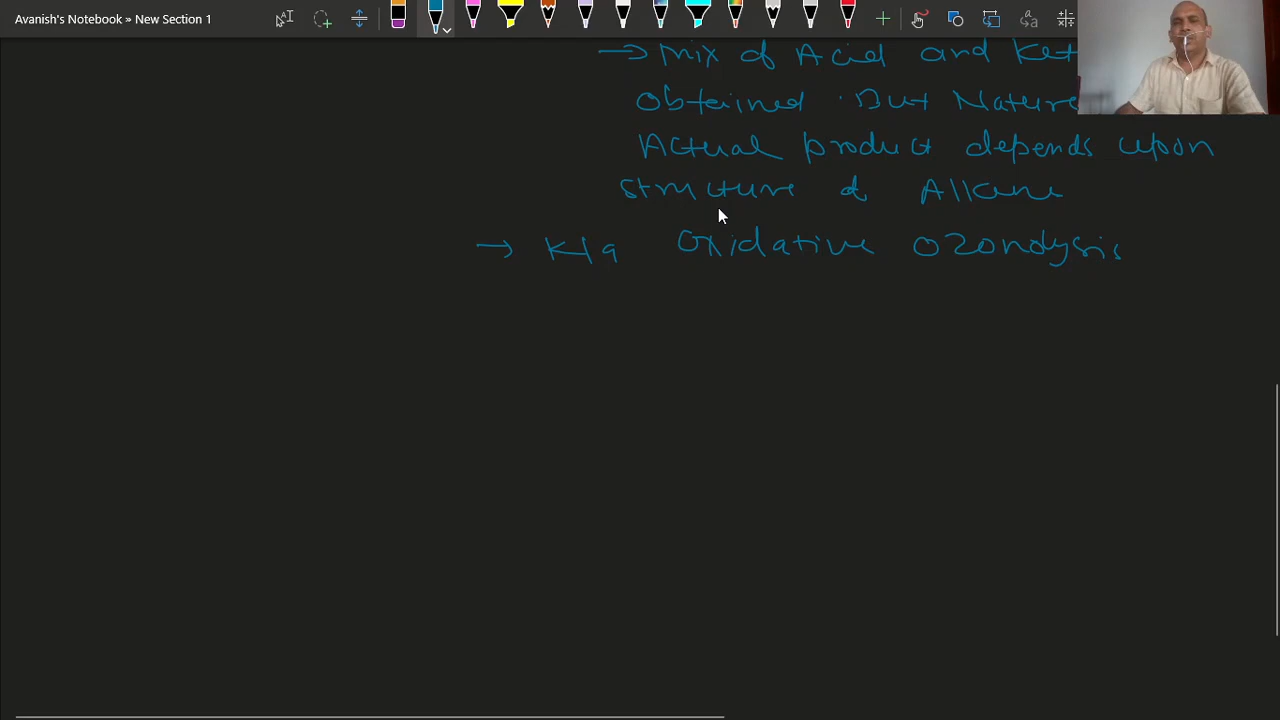 Avanish's Notebook » New Section 1
→ Mix of Acid and Ket
Obtained. But Nature
Actual product depends upon
structure of Alkene
→ K/a Oxidative Ozonolysis